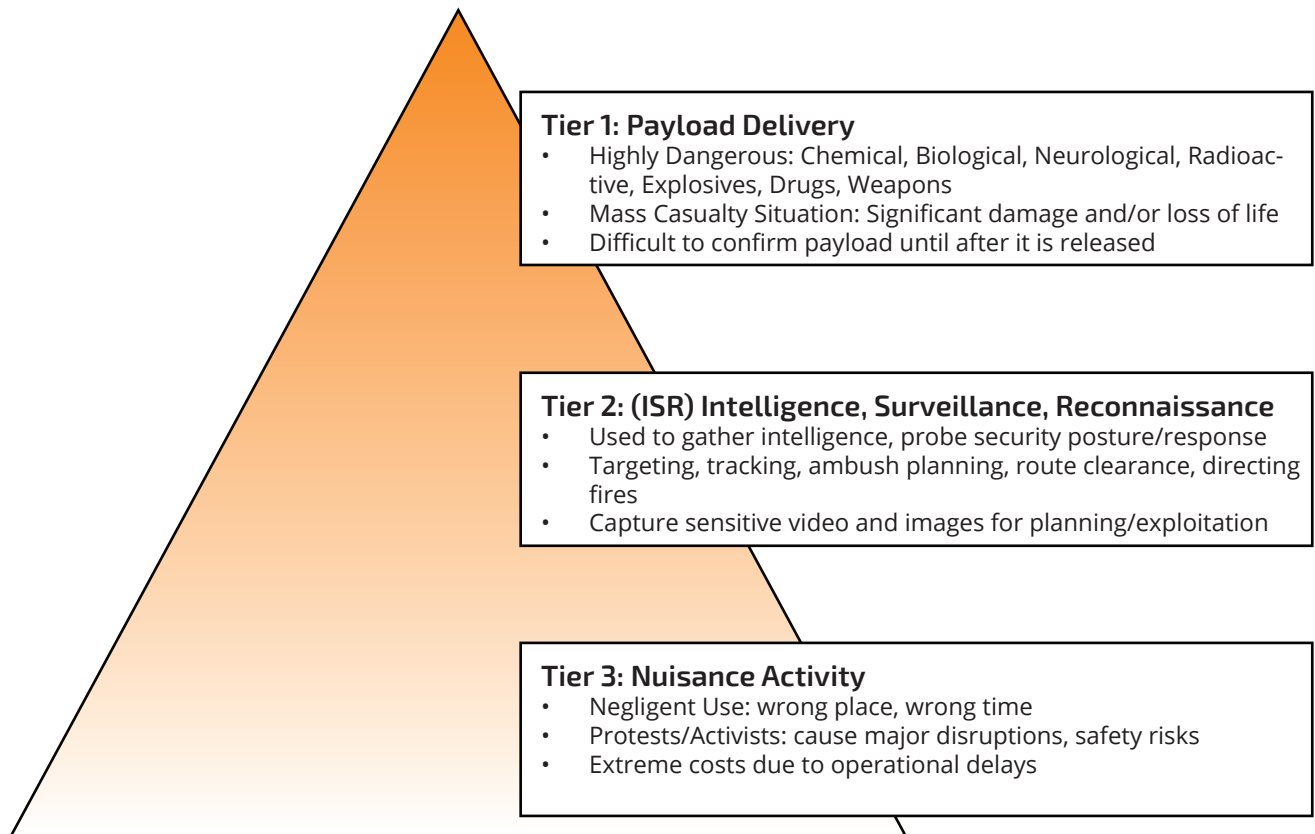 Tier 1: Payload Delivery
• Highly Dangerous: Chemical, Biological, Neurological, Radioac-
tive, Explosives, Drugs, Weapons
• Mass Casualty Situation: Significant damage and/or loss of life
• Difficult to confirm payload until after it is released
Tier 2: (ISR) Intelligence, Surveillance, Reconnaissance
• Used to gather intelligence, probe security posture/response
• Targeting, tracking, ambush planning, route clearance, directing
fires
• Capture sensitive video and images for planning/exploitation
Tier 3: Nuisance Activity
• Negligent Use: wrong place, wrong time
• Protests/Activists: cause major disruptions, safety risks
• Extreme costs due to operational delays